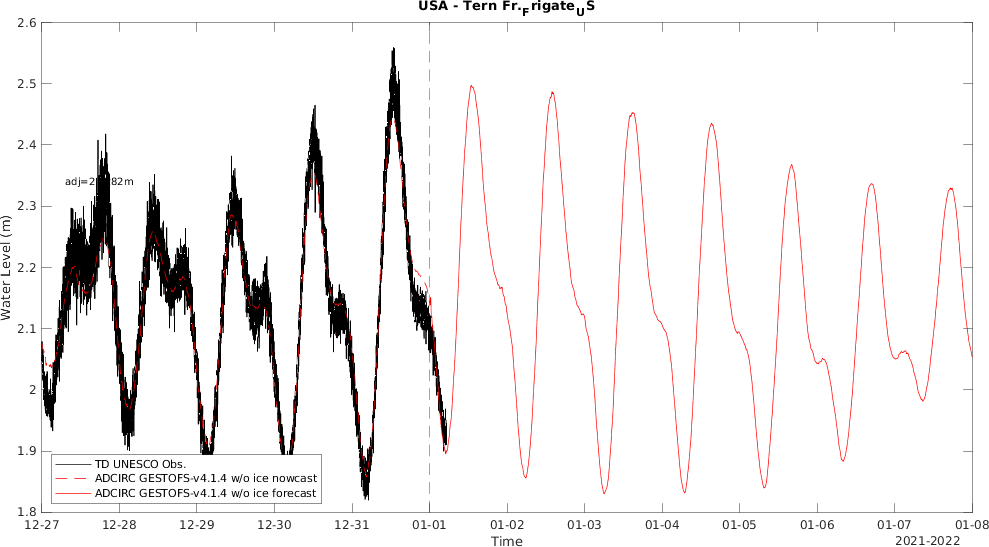 USA - Tern Fr.FrigateUS
2.6
2.5
2.4
2.3
2.2
2.1
2
1.9
1.8
Water Level (m)
TD UNESCO Obs.
ADCIRC GESTOFS-v4.1.4 w/o ice nowcast
ADCIRC GESTOFS-v4.1.4 w/o ice forecast
12-27 12-28 12-29 12-30 12-31 01-01 01-02 01-03 01-04 01-05 01-06 01-07 01-08
Time
2021-2022